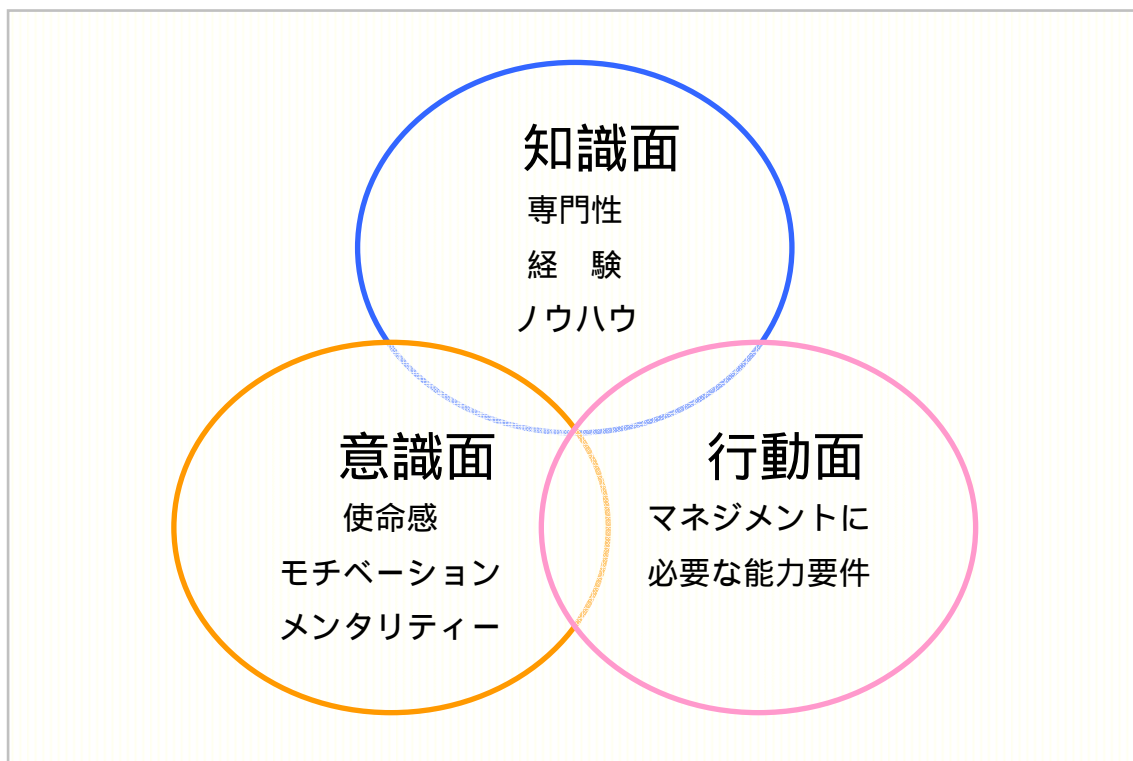 知識面
専門性
経　験
ノウハウ
意識面
使命感
モチベーション
メンタリティー
行動面
マネジメントに
必要な能力要件